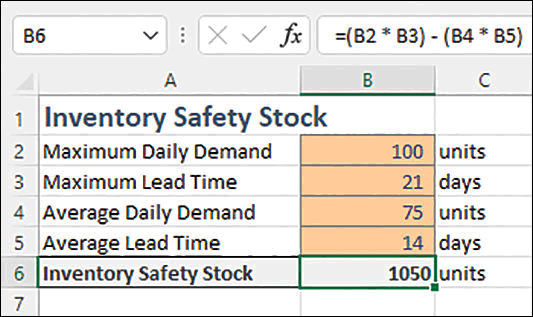 B6 fx =(B2 * B3) - (B4 * B5)
A B C
1 Inventory Safety Stock
2 Maximum Daily Demand 100 units
3 Maximum Lead Time 21 days
4 Average Daily Demand 75 units
5 Average Lead Time 14 days
6 Inventory Safety Stock 1050 units
7